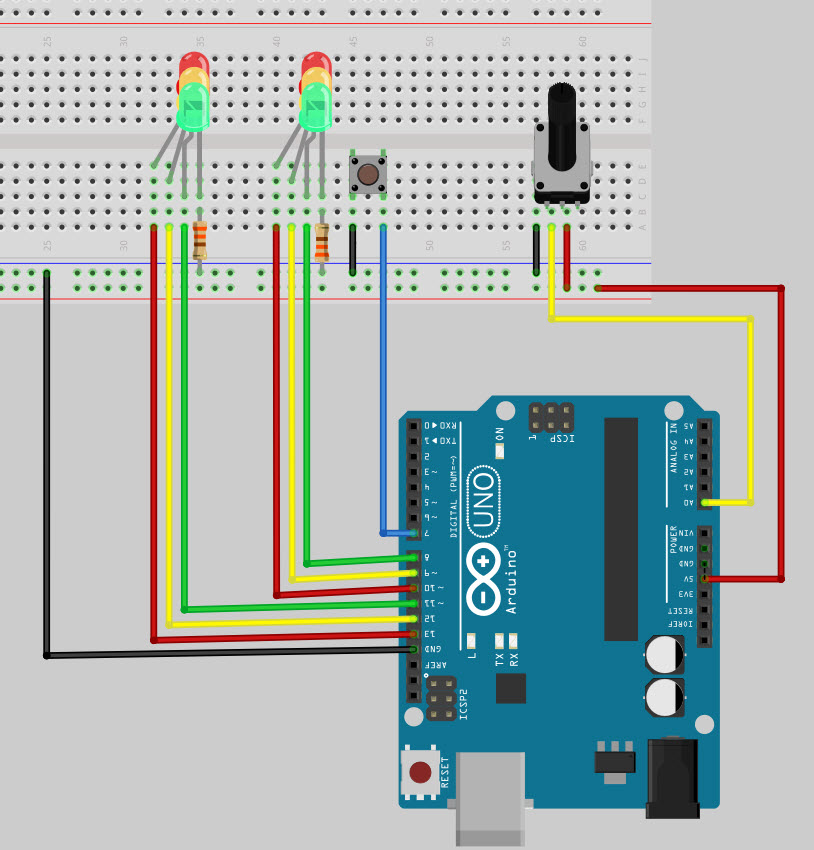 25 30 35 40 45 50 55 60
J
I
H
G
F
E
D
C
B
A
25 30 50 55 60
RX0 ▶ 0
TX0 ▶ 1
2
~ 3
4
~ 5
~ 6
7
8
~ 9
~ 10
~ 11
12
13
GND
AREF
DIGITAL (PWM=~)
ON
1
ICSP
UNO
Arduino™
L
TX
RX
ICSP2
RESET
ANALOG IN
A5
A4
A3
A2
A1
A0
POWER
VIN
GND
GND
5V
3V3
RESET
IOREF